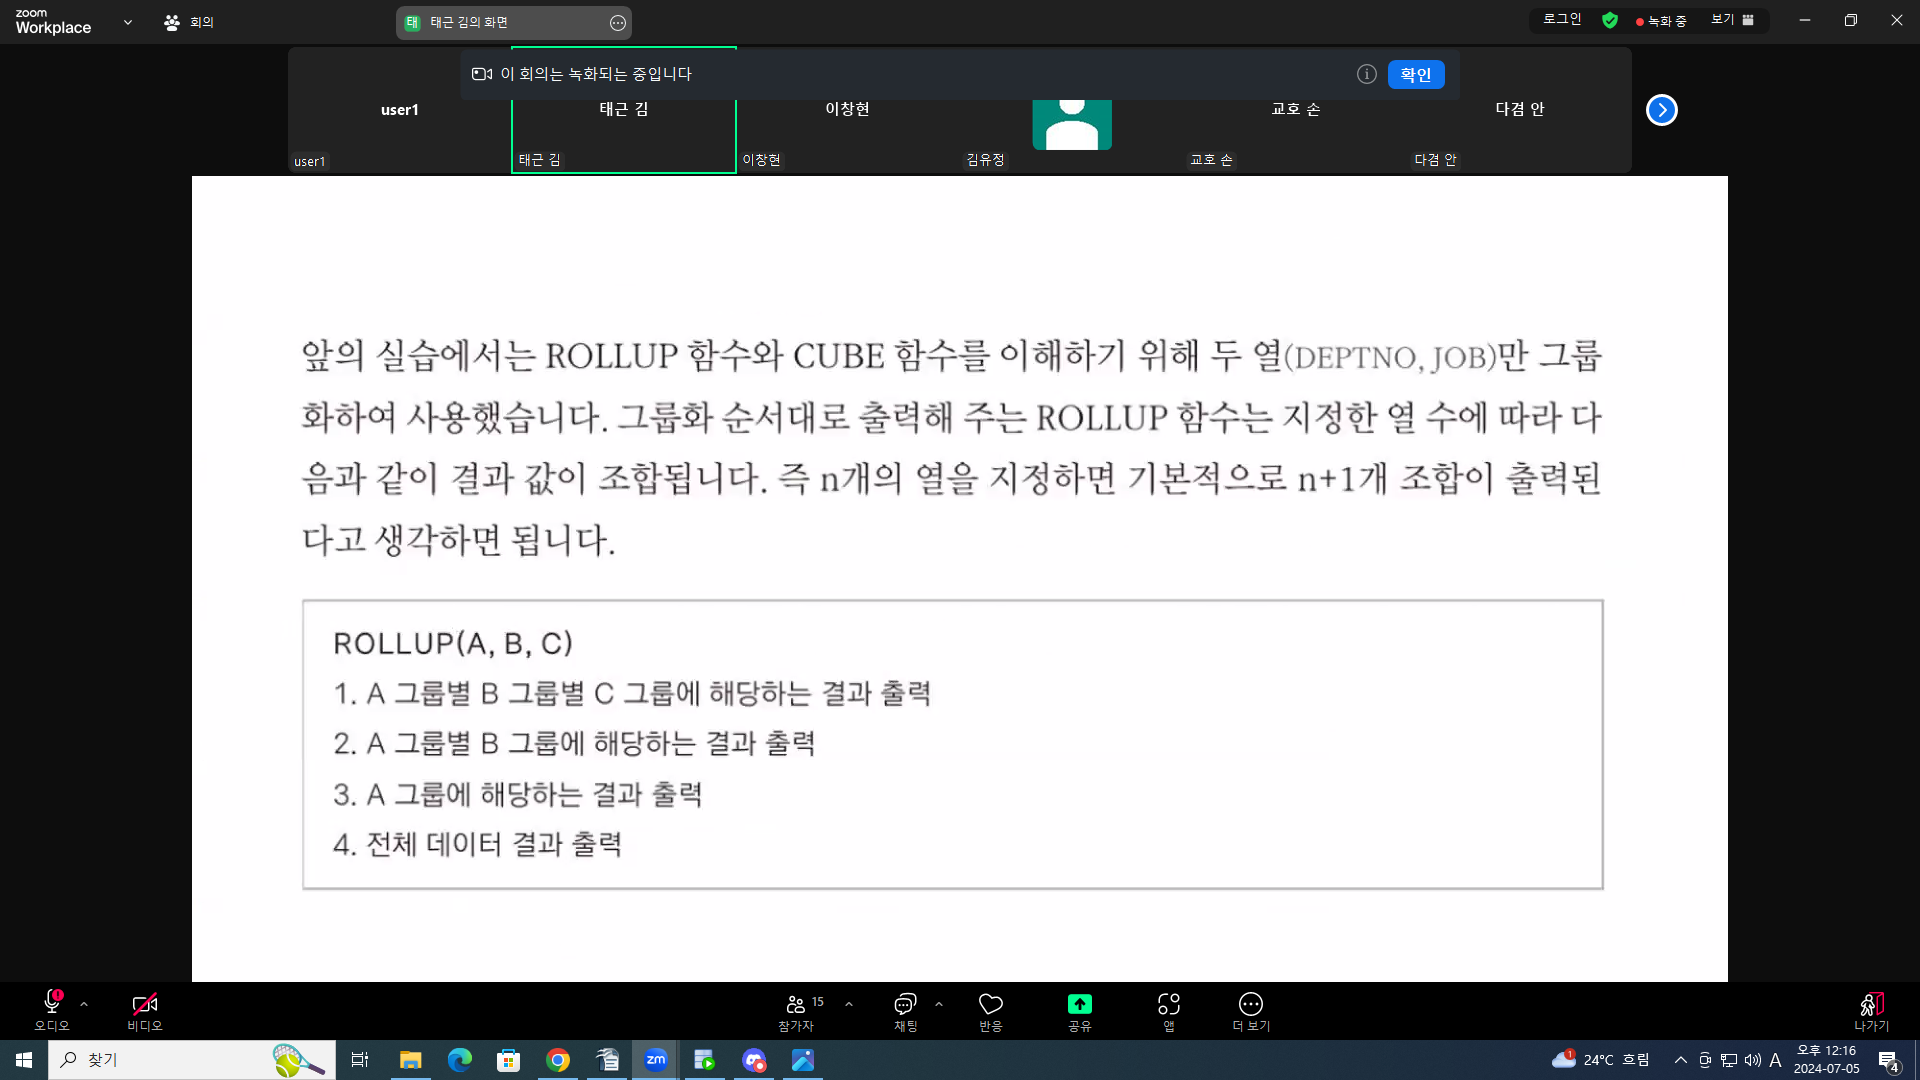 zoom
Workplace
회의
태
태근 김의 화면
로그인
녹화 중
보기
이 회의는 녹화되는 중입니다
확인
user1
태근 김
이창현
교호 손
다겸 안
user1
태근 김
이창현
김유정
교호 손
다겸 안
앞의 실습에서는 ROLLUP 함수와 CUBE 함수를 이해하기 위해 두 열(DEPTNO, JOB)만 그룹
화하여 사용했습니다. 그룹화 순서대로 출력해 주는 ROLLUP 함수는 지정한 열 수에 따라 다
음과 같이 결과 값이 조합됩니다. 즉 n개의 열을 지정하면 기본적으로 n+1개 조합이 출력된
다고 생각하면 됩니다.
ROLLUP(A, B, C)
1. A 그룹별 B 그룹별 C 그룹에 해당하는 결과 출력
2. A 그룹별 B 그룹에 해당하는 결과 출력
3. A 그룹에 해당하는 결과 출력
4. 전체 데이터 결과 출력
오디오
비디오
15
참가자
채팅
반응
공유
앱
더 보기
나가기
찾기
zm
1
24°C 흐림
A
오후 12:16
2024-07-05
4